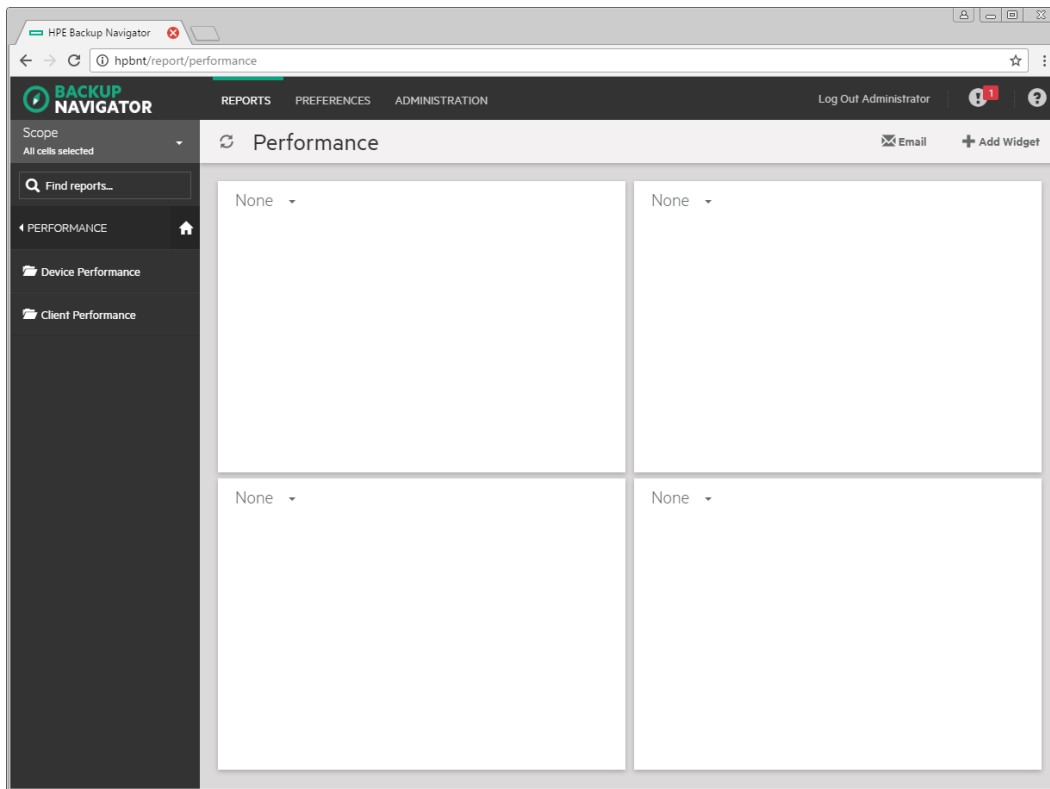 HPE Backup Navigator
hpbnt/report/performance
BACKUP
NAVIGATOR
REPORTS PREFERENCES ADMINISTRATION
Log Out Administrator
1
Scope
All cells selected
Performance
Email
Add Widget
Find reports...
PERFORMANCE
Device Performance
Client Performance
None
None
None
None